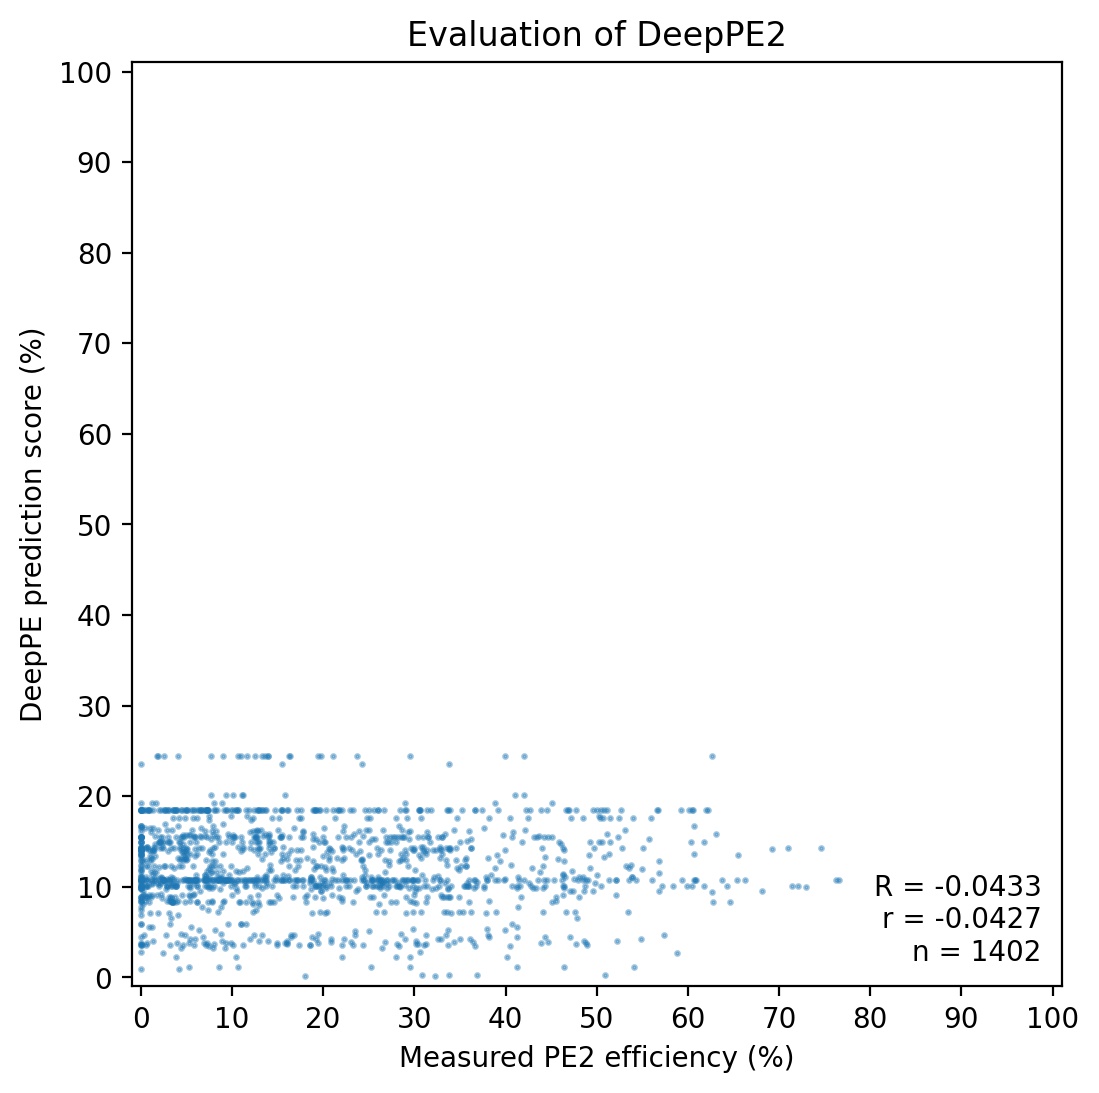 Evaluation of DeepPE2
100
90
80
70
60
50
40
30
20
10
0
DeepPE prediction score (%)
R = -0.0433
r = -0.0427
n = 1402
0 10 20 30 40 50 60 70 80 90 100
Measured PE2 efficiency (%)